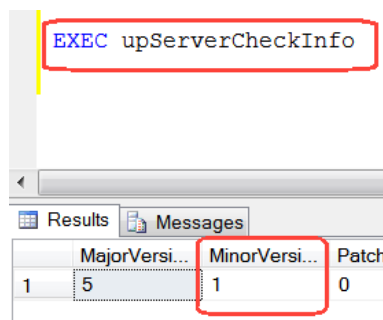 EXEC upServerCheckInfo
Results Messages
MajorVersi... MinorVersi... Patch
1 5 1 0